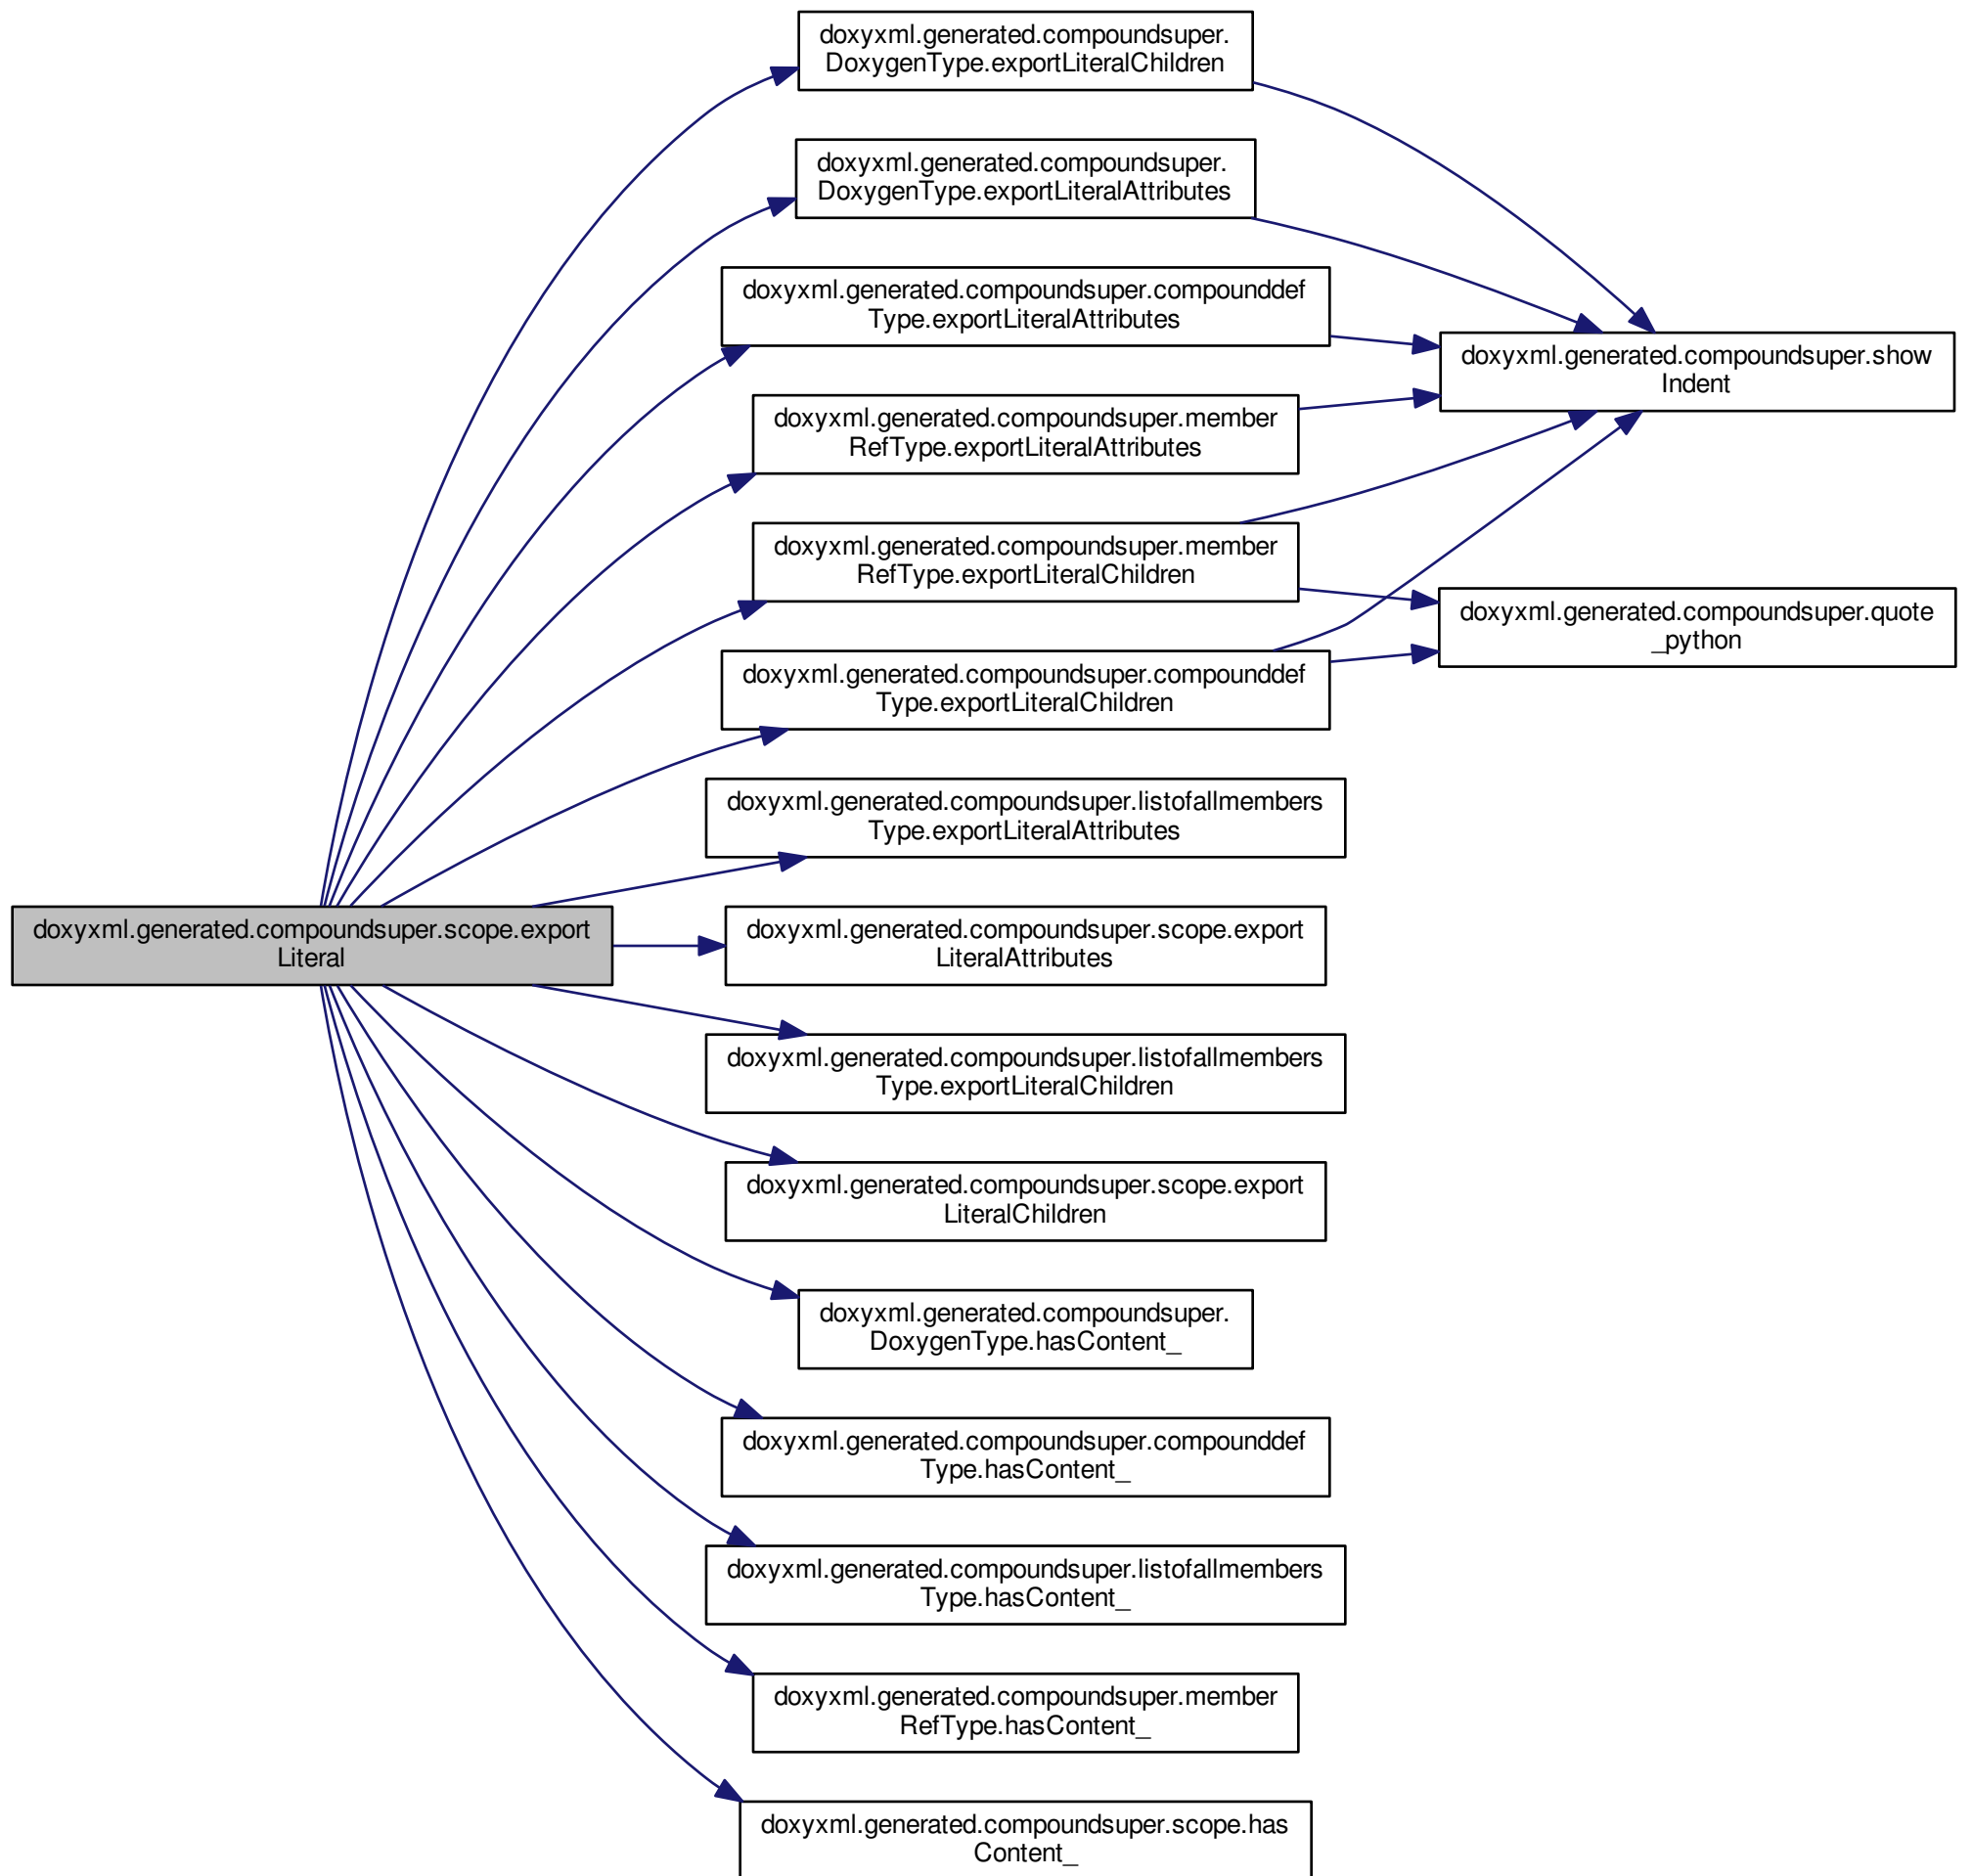 doxyxml.generated.compoundsuper.
DoxygenType.exportLiteralChildren
doxyxml.generated.compoundsuper.
DoxygenType.exportLiteralAttributes
doxyxml.generated.compoundsuper.compounddef
Type.exportLiteralAttributes
doxyxml.generated.compoundsuper.show
Indent
doxyxml.generated.compoundsuper.member
RefType.exportLiteralAttributes
doxyxml.generated.compoundsuper.member
RefType.exportLiteralChildren
doxyxml.generated.compoundsuper.quote
_python
doxyxml.generated.compoundsuper.compounddef
Type.exportLiteralChildren
doxyxml.generated.compoundsuper.listofallmembers
Type.exportLiteralAttributes
doxyxml.generated.compoundsuper.scope.export
Literal
doxyxml.generated.compoundsuper.scope.export
LiteralAttributes
doxyxml.generated.compoundsuper.listofallmembers
Type.exportLiteralChildren
doxyxml.generated.compoundsuper.scope.export
LiteralChildren
doxyxml.generated.compoundsuper.
DoxygenType.hasContent_
doxyxml.generated.compoundsuper.compounddef
Type.hasContent_
doxyxml.generated.compoundsuper.listofallmembers
Type.hasContent_
doxyxml.generated.compoundsuper.member
RefType.hasContent_
doxyxml.generated.compoundsuper.scope.has
Content_